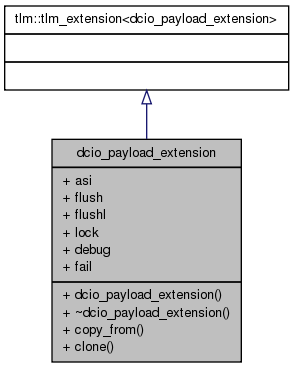 tlm::tlm_extension<dcio_payload_extension>
dcio_payload_extension
+ asi
+ flush
+ flushl
+ lock
+ debug
+ fail
+ dcio_payload_extension()
+ ~dcio_payload_extension()
+ copy_from()
+ clone()